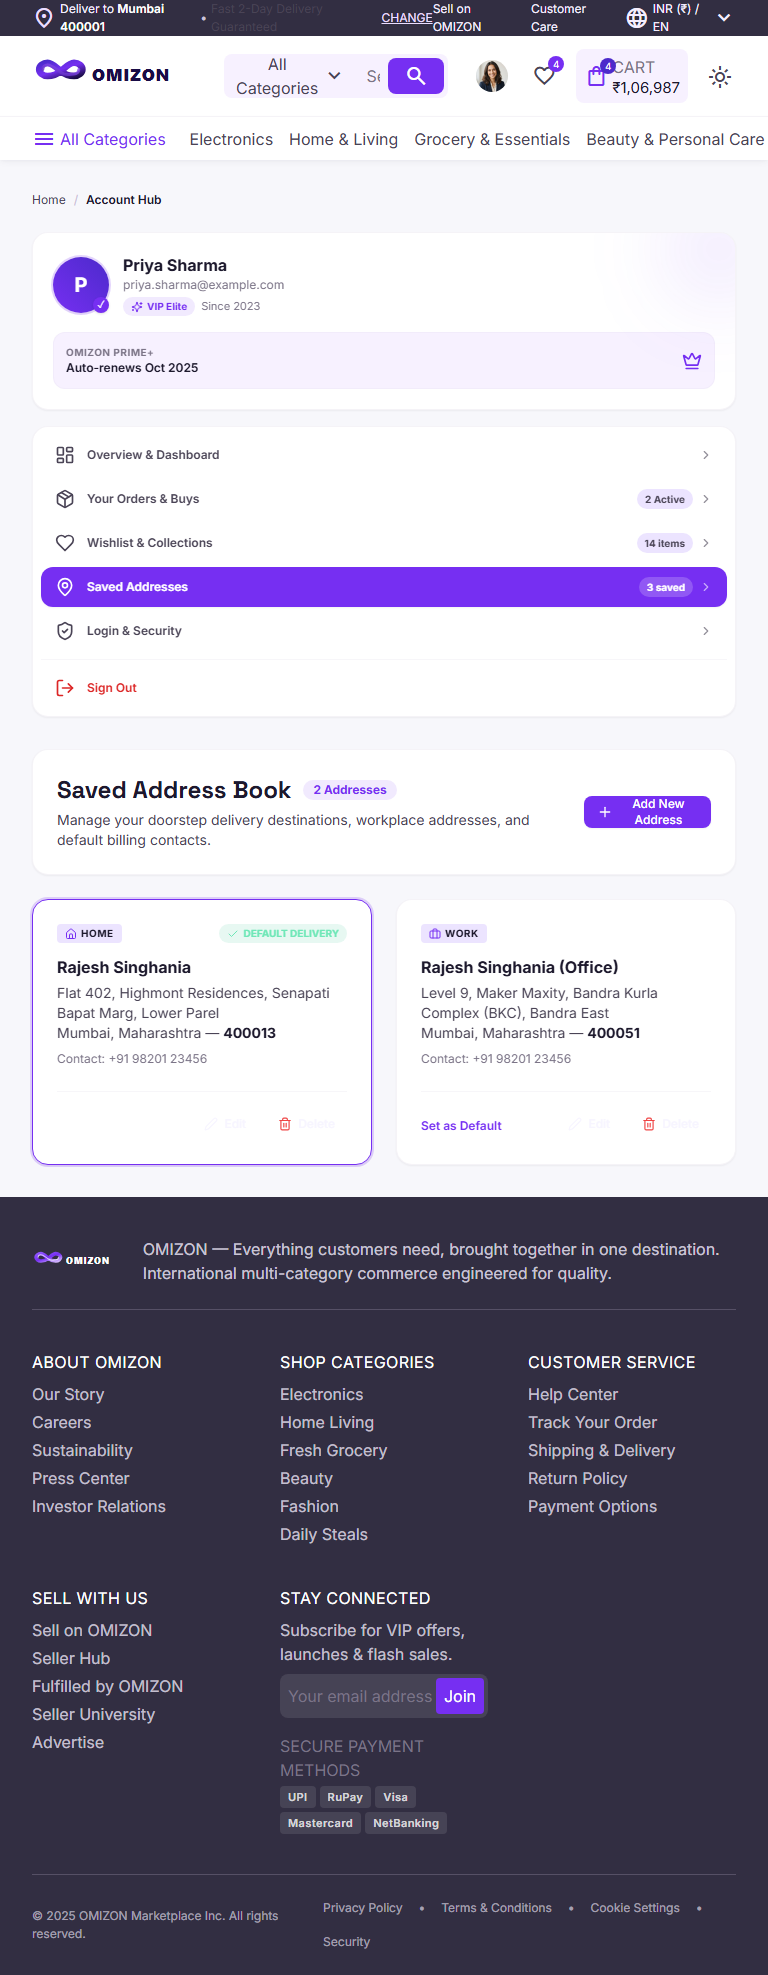 Deliver to Mumbai 400001
• Fast 2-Day Delivery Guaranteed
CHANGE
Sell on OMIZON
Customer Care
INR (₹) / EN
OMIZON
All Categories
4
4
CART
₹1,06,987
All Categories
Electronics
Home & Living
Grocery & Essentials
Beauty & Personal Care
Home / Account Hub
P
Priya Sharma
priya.sharma@example.com
VIP Elite
Since 2023
OMIZON PRIME+
Auto-renews Oct 2025
Overview & Dashboard
Your Orders & Buys
2 Active
Wishlist & Collections
14 items
Saved Addresses
3 saved
Login & Security
Sign Out
Saved Address Book
2 Addresses
Manage your doorstep delivery destinations, workplace addresses, and
default billing contacts.
Add New Address
HOME
DEFAULT DELIVERY
Rajesh Singhania
Flat 402, Highmont Residences, Senapati
Bapat Marg, Lower Parel
Mumbai, Maharashtra — 400013
Contact: +91 98201 23456
Edit
Delete
WORK
Rajesh Singhania (Office)
Level 9, Maker Maxity, Bandra Kurla
Complex (BKC), Bandra East
Mumbai, Maharashtra — 400051
Contact: +91 98201 23456
Set as Default
Edit
Delete
OMIZON
OMIZON — Everything customers need, brought together in one destination.
International multi-category commerce engineered for quality.
ABOUT OMIZON
Our Story
Careers
Sustainability
Press Center
Investor Relations
SHOP CATEGORIES
Electronics
Home Living
Fresh Grocery
Beauty
Fashion
Daily Steals
CUSTOMER SERVICE
Help Center
Track Your Order
Shipping & Delivery
Return Policy
Payment Options
SELL WITH US
Sell on OMIZON
Seller Hub
Fulfilled by OMIZON
Seller University
Advertise
STAY CONNECTED
Subscribe for VIP offers,
launches & flash sales.
Your email address
Join
SECURE PAYMENT
METHODS
UPI
RuPay
Visa
Mastercard
NetBanking
© 2025 OMIZON Marketplace Inc. All rights
reserved.
Privacy Policy • Terms & Conditions • Cookie Settings •
Security